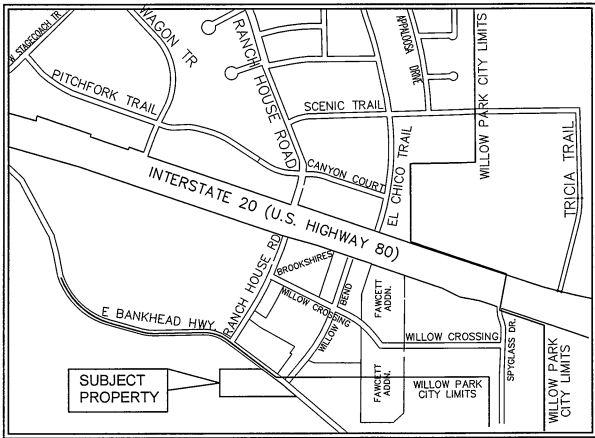 W STAGECOACH TR
WAGON TR
RANCH HOUSE ROAD
APPALOOSA DRIVE
WILLOW PARK CITY LIMITS
PITCHFORK TRAIL
SCENIC TRAIL
EL CHICO TRAIL
TRICIA TRAIL
CANYON COURT
INTERSTATE 20 (U.S. HIGHWAY 80)
RANCH HOUSE RD
BROOKSHIRES
WILLOW CROSSING
WILLOW BEND
FAWCETT
ADDN.
E BANKHEAD HWY.
WILLOW CROSSING
SPYGLASS DR.
FAWCETT
ADDN.
SUBJECT
PROPERTY
WILLOW PARK
CITY LIMITS
WILLOW PARK
CITY LIMITS